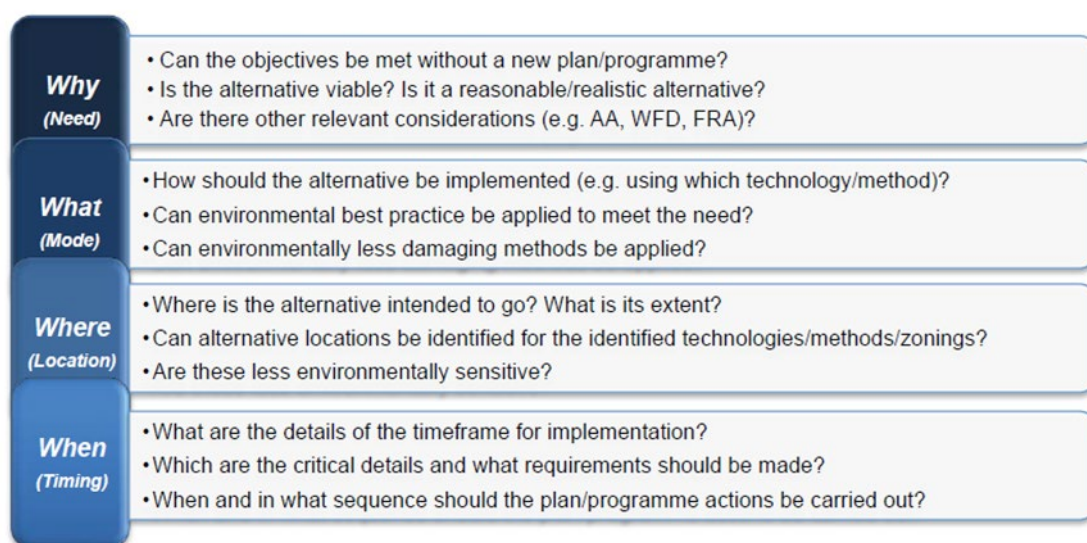 Why
(Need)
• Can the objectives be met without a new plan/programme?
• Is the alternative viable? Is it a reasonable/realistic alternative?
• Are there other relevant considerations (e.g. AA, WFD, FRA)?
What
(Mode)
• How should the alternative be implemented (e.g. using which technology/method)?
• Can environmental best practice be applied to meet the need?
• Can environmentally less damaging methods be applied?
Where
(Location)
• Where is the alternative intended to go? What is its extent?
• Can alternative locations be identified for the identified technologies/methods/zonings?
• Are these less environmentally sensitive?
When
(Timing)
• What are the details of the timeframe for implementation?
• Which are the critical details and what requirements should be made?
• When and in what sequence should the plan/programme actions be carried out?